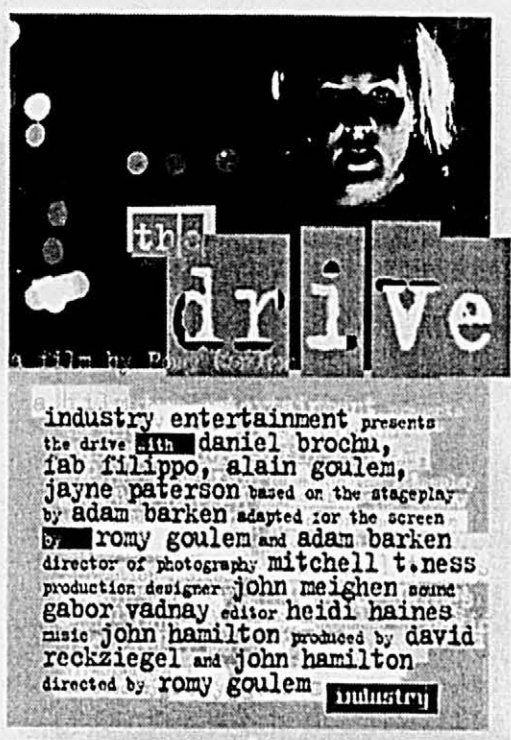 the
drive
a film by Romy Goulem
industry entertainment presents
the drive with daniel brochu,
fab filippo, alain goulem,
jayne paterson based on the stageplay
by adam barken adapted for the screen
by romy goulem and adam barken
director of photography mitchell t.ness
production designer john meighen sound
gabor vadnay editor heidi haines
music john hamilton produced by david
reckziegel and john hamilton
directed by romy goulem industry